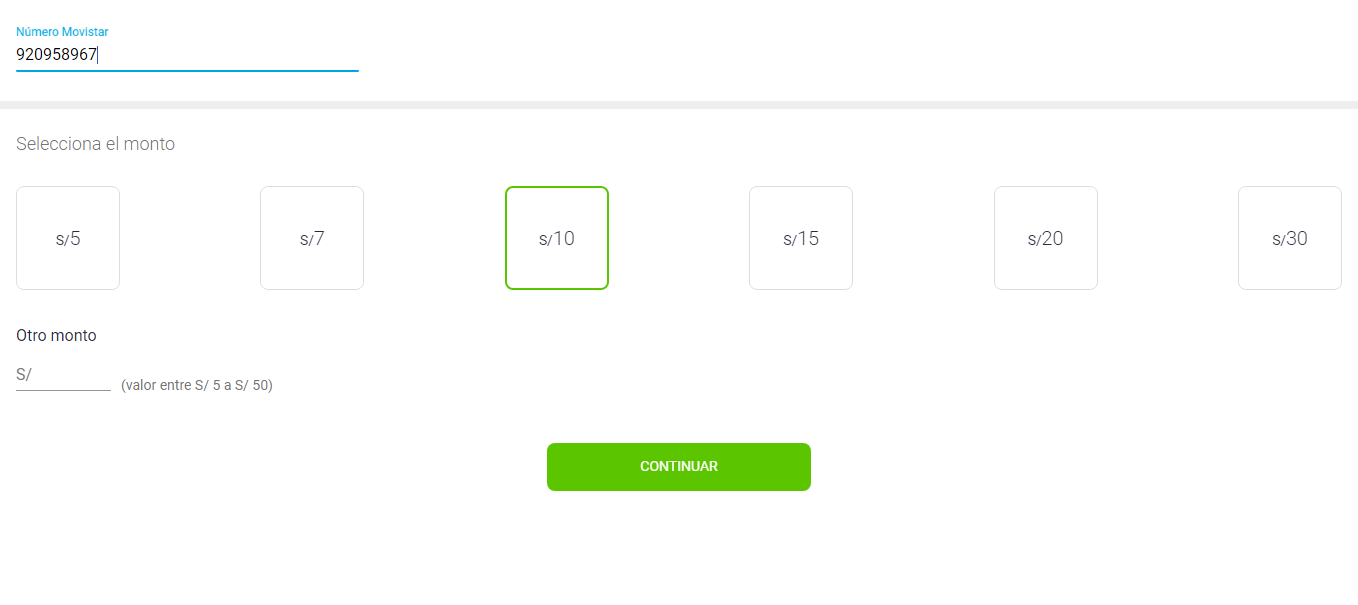 Número Movistar
920958967
Selecciona el monto
s/5
s/7
s/10
s/15
s/20
s/30
Otro monto
S/
(valor entre S/ 5 a S/ 50)
CONTINUAR